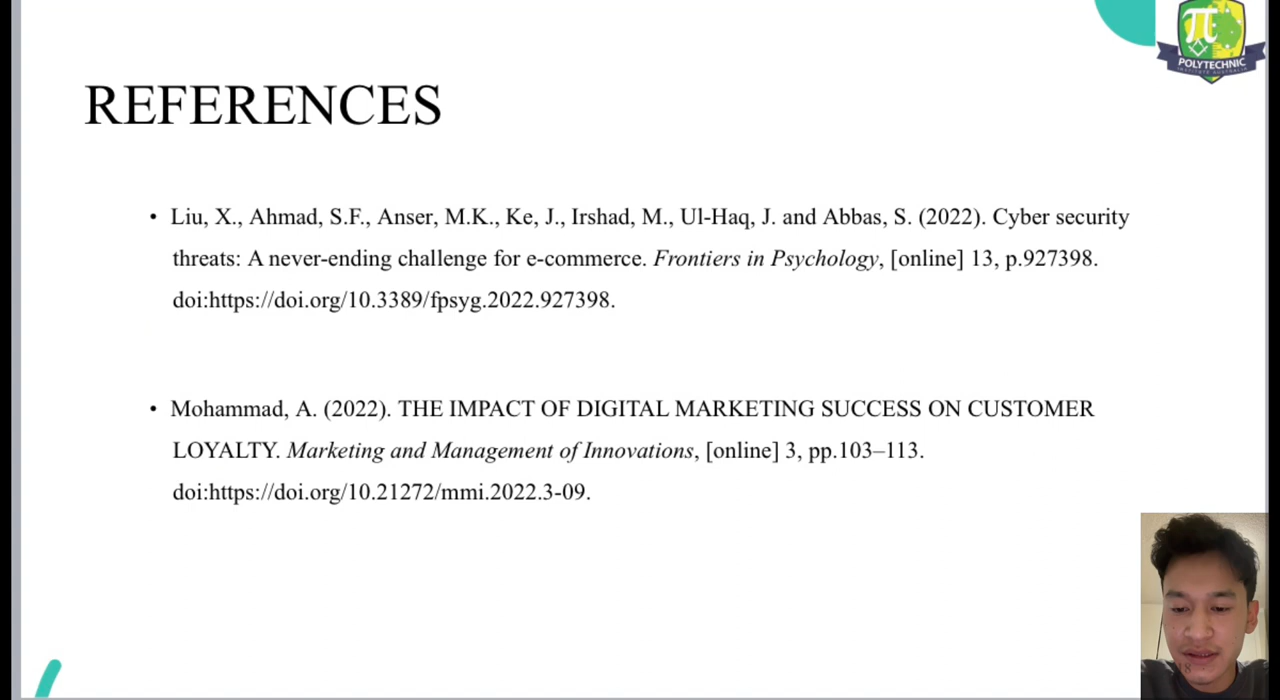 π
POLYTECHNIC
INSTITUTE AUSTRALIA
REFERENCES
• Liu, X., Ahmad, S.F., Anser, M.K., Ke, J., Irshad, M., Ul-Haq, J. and Abbas, S. (2022). Cyber security
threats: A never-ending challenge for e-commerce. Frontiers in Psychology, [online] 13, p.927398.
doi:https://doi.org/10.3389/fpsyg.2022.927398.
• Mohammad, A. (2022). THE IMPACT OF DIGITAL MARKETING SUCCESS ON CUSTOMER
LOYALTY. Marketing and Management of Innovations, [online] 3, pp.103–113.
doi:https://doi.org/10.21272/mmi.2022.3-09.
18